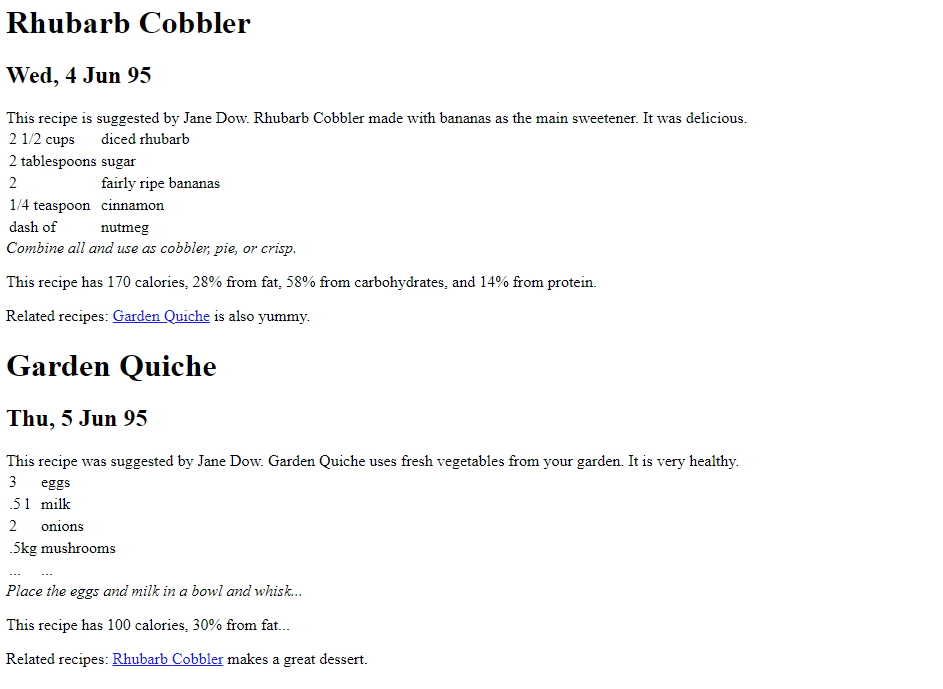 Rhubarb Cobbler
Wed, 4 Jun 95
This recipe is suggested by Jane Dow. Rhubarb Cobbler made with bananas as the main sweetener. It was delicious.
2 1/2 cups diced rhubarb
2 tablespoons sugar
2 fairly ripe bananas
1/4 teaspoon cinnamon
dash of nutmeg
Combine all and use as cobbler, pie, or crisp.
This recipe has 170 calories, 28% from fat, 58% from carbohydrates, and 14% from protein.
Related recipes: Garden Quiche is also yummy.
Garden Quiche
Thu, 5 Jun 95
This recipe was suggested by Jane Dow. Garden Quiche uses fresh vegetables from your garden. It is very healthy.
3 eggs
.5 l milk
2 onions
.5kg mushrooms
... ...
Place the eggs and milk in a bowl and whisk...
This recipe has 100 calories, 30% from fat...
Related recipes: Rhubarb Cobbler makes a great dessert.